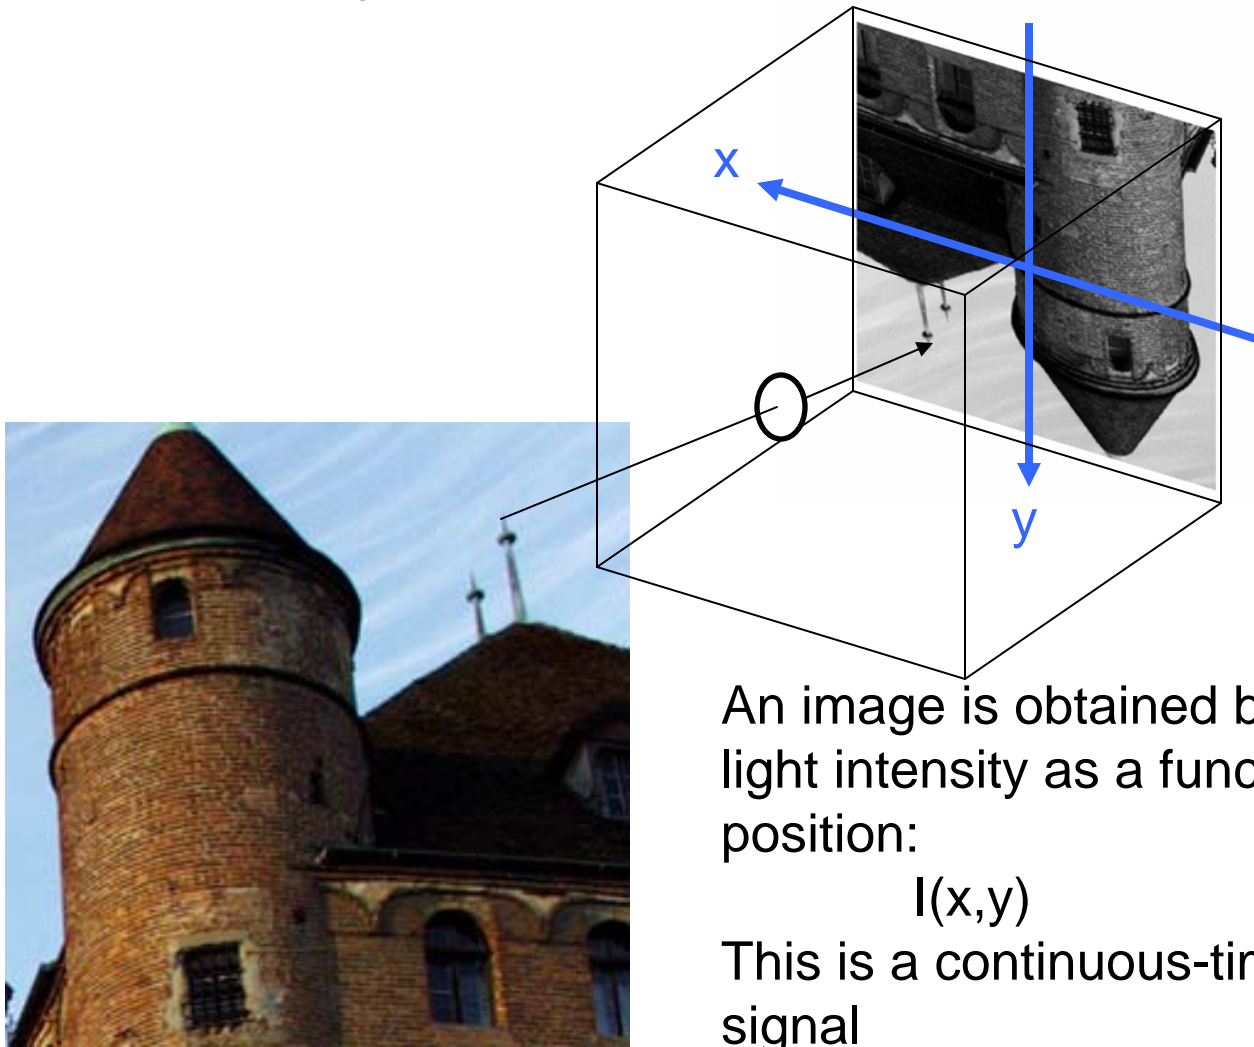 x
y
An image is obtained b
light intensity as a func
position:
I(x,y)
This is a continuous-tin
signal